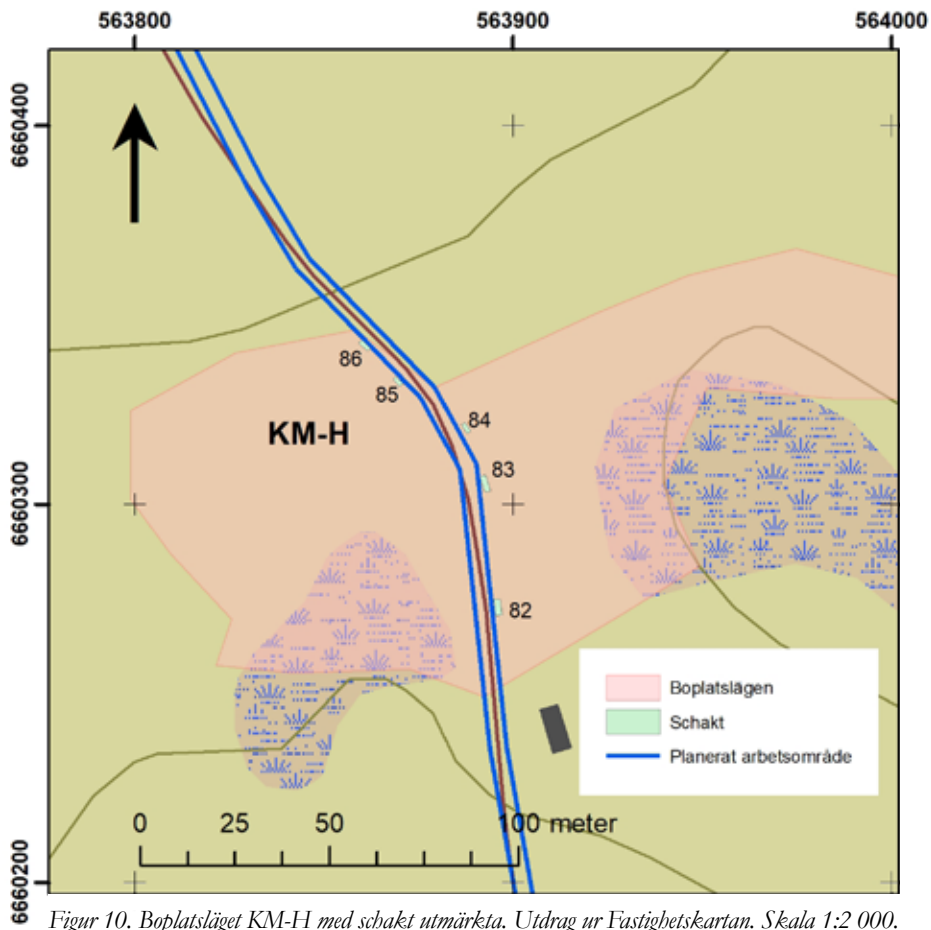 563800 563900 564000
6660400
6660300
6660200
86
85
84
KM-H
83
82
Boplatslägen
Schakt
Planerat arbetsområde
0 25 50 100 meter
Figur 10. Boplatsläget KM-H med schakt utmärkta. Utdrag ur Fastighetskartan. Skala 1:2 000.